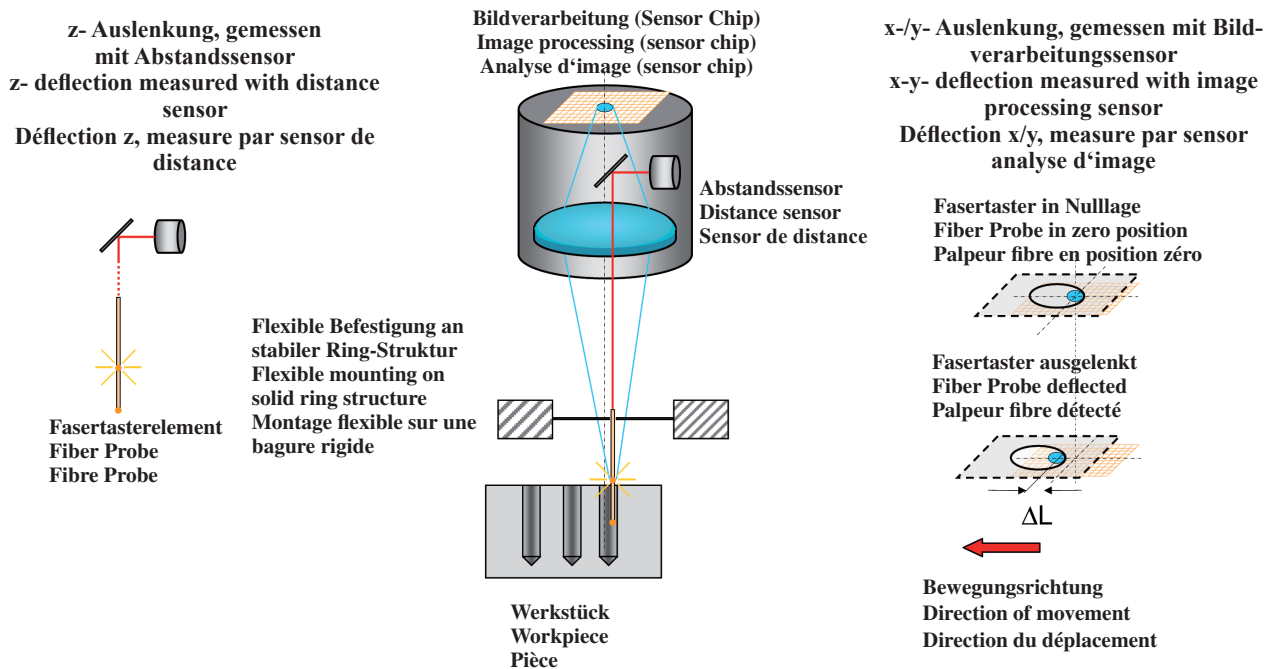 z- Auslenkung, gemessen
mit Abstandssensor
z- deflection measured with distance
sensor
Déflection z, measure par sensor de
distance
Fasertasterelement
Fiber Probe
Fibre Probe
Bildverarbeitung (Sensor Chip)
Image processing (sensor chip)
Analyse d‘image (sensor chip)
Abstandssensor
Distance sensor
Sensor de distance
Flexible Befestigung an
stabiler Ring-Struktur
Flexible mounting on
solid ring structure
Montage flexible sur une
bagure rigide
Werkstück
Workpiece
Pièce
x-/y- Auslenkung, gemessen mit Bild-
verarbeitungssensor
x-y- deflection measured with image
processing sensor
Déflection x/y, measure par sensor
analyse d‘image
Fasertaster in Nulllage
Fiber Probe in zero position
Palpeur fibre en position zéro
Fasertaster ausgelenkt
Fiber Probe deflected
Palpeur fibre détecté
ΔL
Bewegungsrichtung
Direction of movement
Direction du déplacement